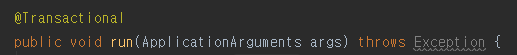 @Transactional
public void run(ApplicationArguments args) throws Exception {